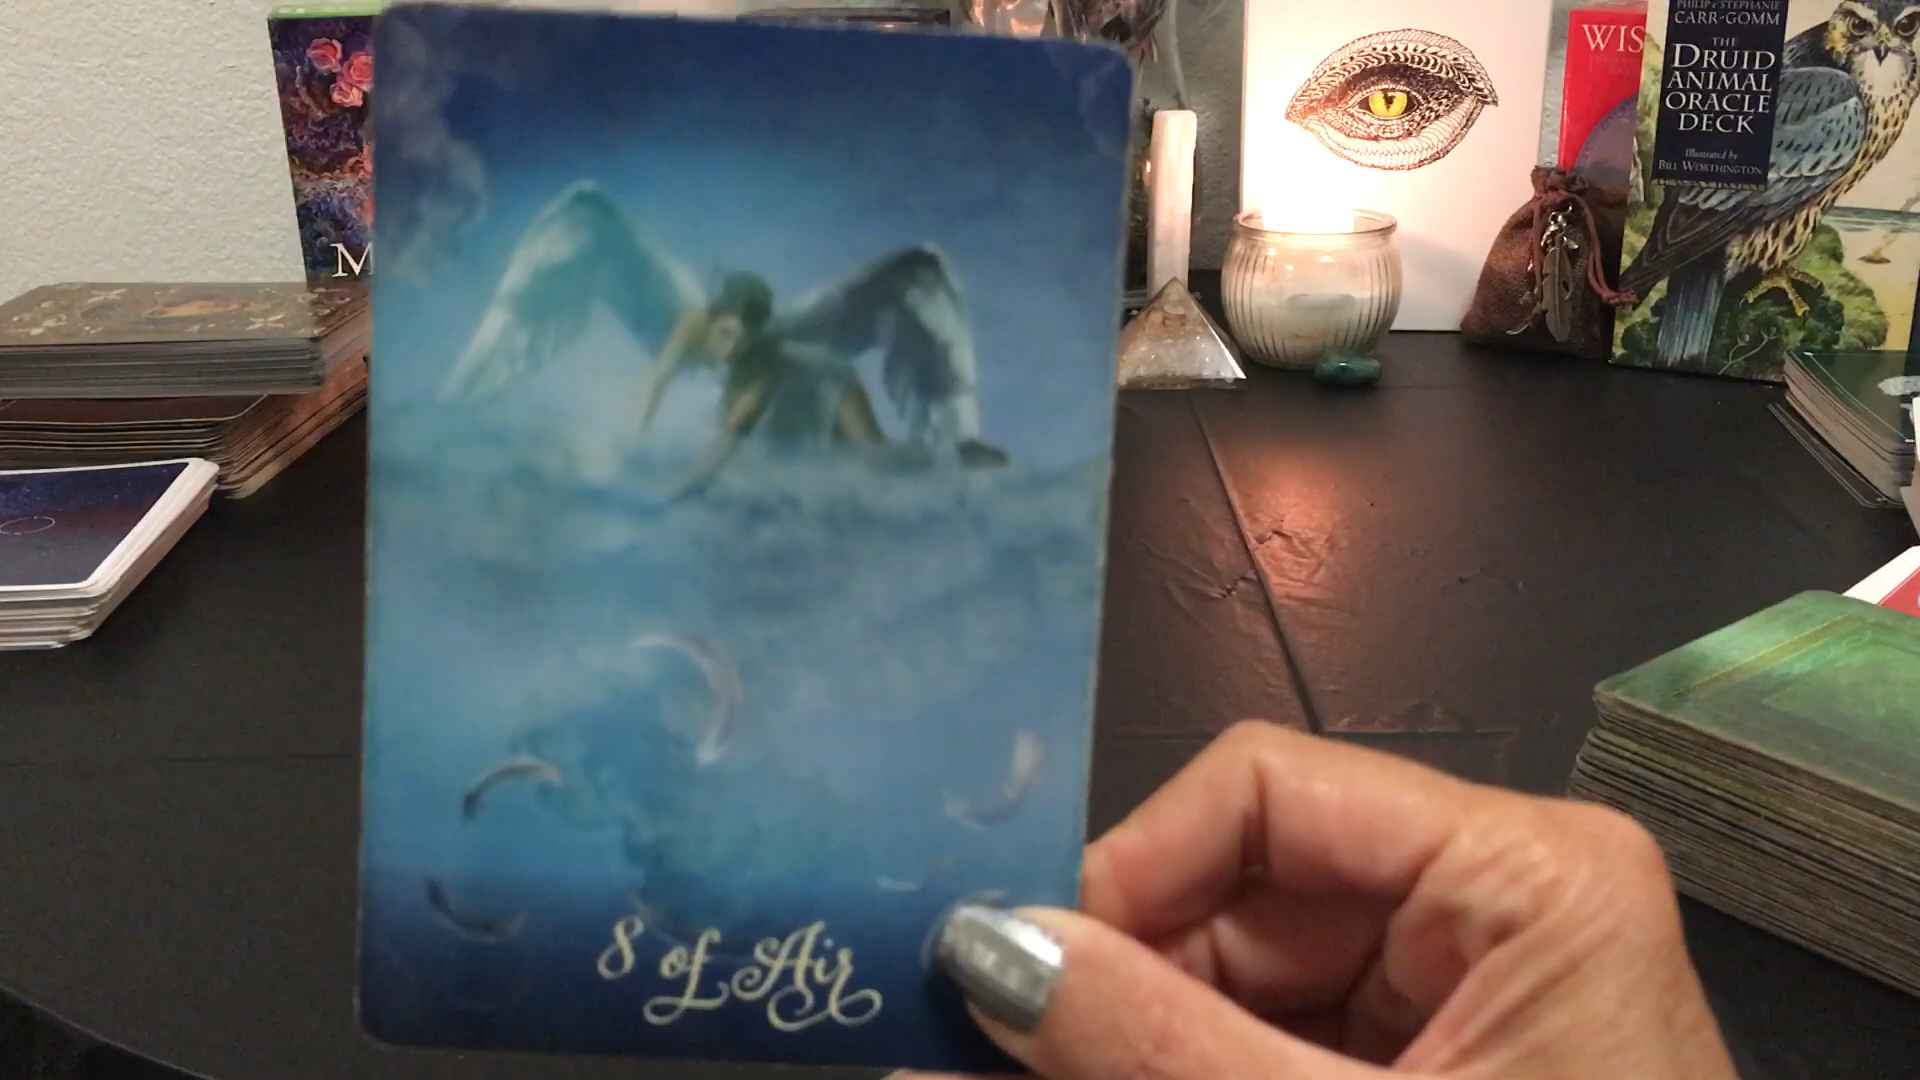 8 of Air
M
WIS
PHILIP & STEPHANIE
CARR-GOMM
THE
DRUID
ANIMAL
ORACLE
DECK
Illustrated by
BILL WORTHINGTON